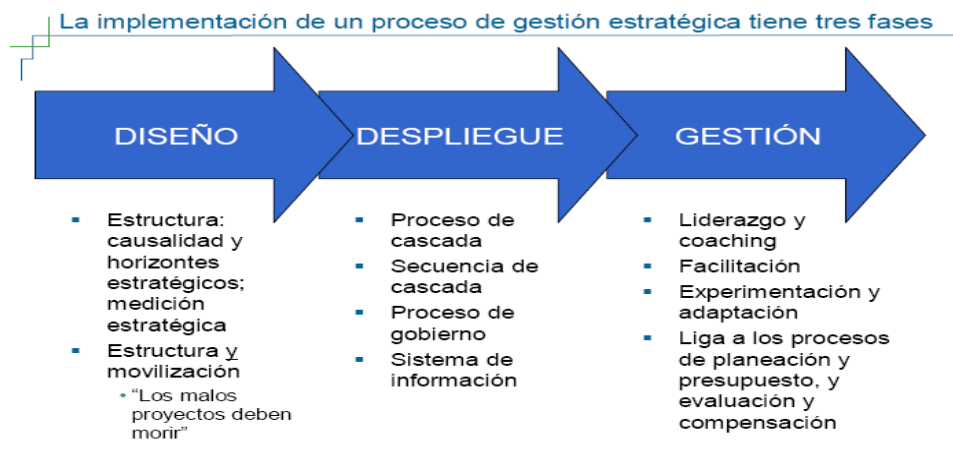 La implementación de un proceso de gestión estratégica tiene tres fases
DISEÑO
DESPLIEGUE
GESTIÓN
▪ Estructura:
causalidad y
horizontes
estratégicos;
medición
estratégica
▪ Estructura y
movilización
• “Los malos
proyectos deben
morir”
▪ Proceso de
cascada
▪ Secuencia de
cascada
▪ Proceso de
gobierno
▪ Sistema de
información
▪ Liderazgo y
coaching
▪ Facilitación
▪ Experimentación y
adaptación
▪ Liga a los procesos
de planeación y
presupuesto, y
evaluación y
compensación